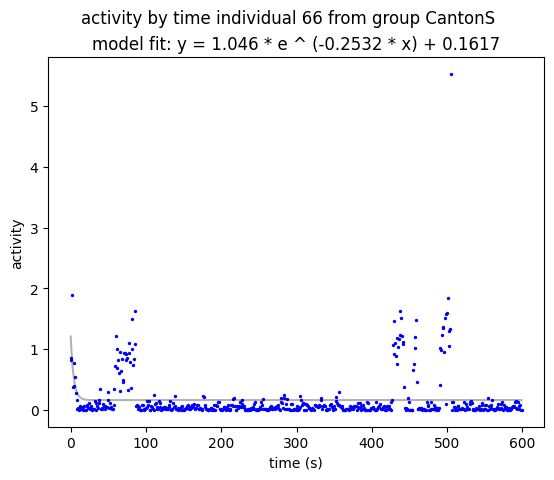 activity by time individual 66 from group CantonS
model fit: y = 1.046 * e ^ (-0.2532 * x) + 0.1617
5
4
3
2
1
0
activity
0 100 200 300 400 500 600
time (s)